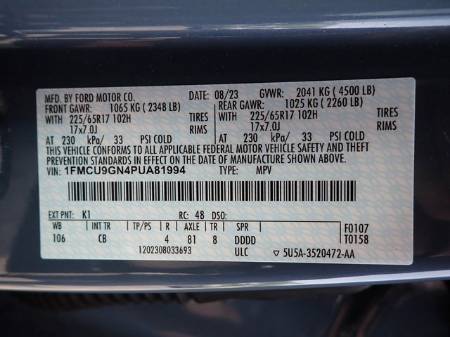 MFD. BY FORD MOTOR CO. 08/23 GVWR: 2041 KG ( 4500 LB)
FRONT GAWR: 1065 KG ( 2348 LB) REAR GAWR: 1025 KG ( 2260 LB)
WITH 225/65R17 102H TIRES WITH 225/65R17 102H TIRES
17x7.0J RIMS 17x7.0J RIMS
AT 230 kPa/ 33 PSI COLD AT 230 kPa/ 33 PSI COLD
THIS VEHICLE CONFORMS TO ALL APPLICABLE FEDERAL MOTOR VEHICLE
SAFETY AND THEFT PREVENTION STANDARDS IN EFFECT ON THE DATE OF MANUFACTURE SHOWN ABOVE.
VIN: 1FMCU9GN4PUA81994 TYPE: MPV
EXT PNT: K1 RC: 48 DSO:
WB INT TR TP/PS R AXLE TR SPR F0107
106 CB 4 81 8 DDDD T0158
1202308033693 ULC 5U5A-3520472-AA